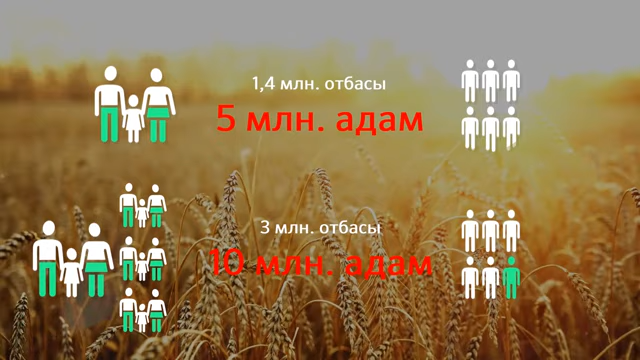 1,4 млн. отбасы
5 млн. адам
3 млн. отбасы
10 млн. адам